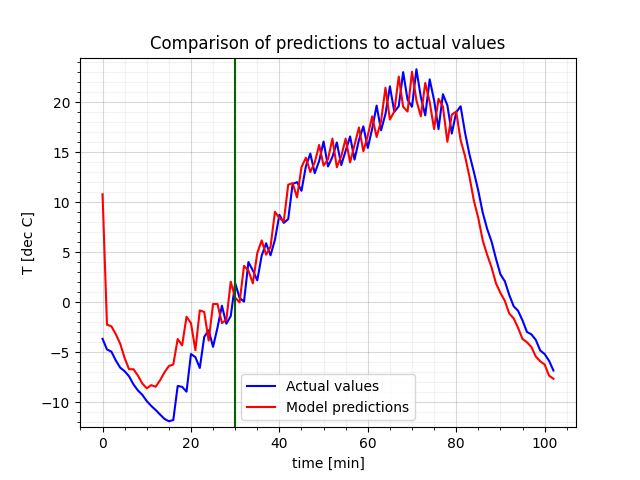 Comparison of predictions to actual values
T [dec C]
20
15
10
5
0
−5
−10
0 20 40 60 80 100
time [min]
Actual values
Model predictions